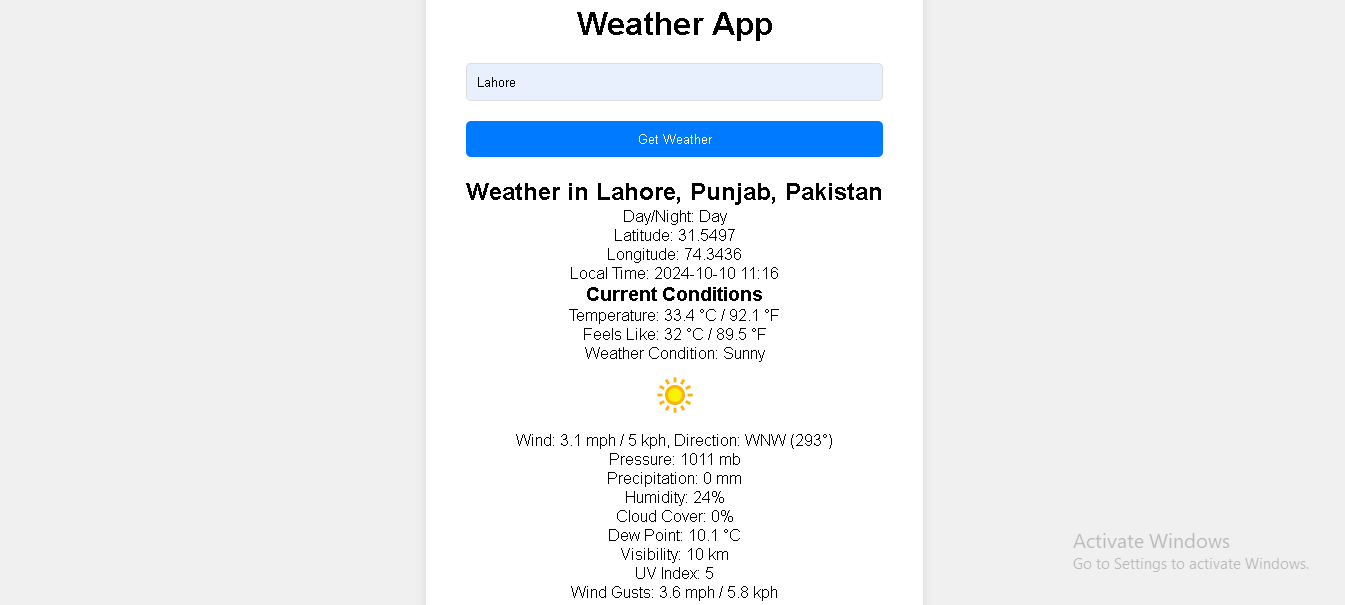 Weather App
Lahore
Get Weather
Weather in Lahore, Punjab, Pakistan
Day/Night: Day
Latitude: 31.5497
Longitude: 74.3436
Local Time: 2024-10-10 11:16
Current Conditions
Temperature: 33.4 °C / 92.1 °F
Feels Like: 32 °C / 89.5 °F
Weather Condition: Sunny
Wind: 3.1 mph / 5 kph, Direction: WNW (293°)
Pressure: 1011 mb
Precipitation: 0 mm
Humidity: 24%
Cloud Cover: 0%
Dew Point: 10.1 °C
Visibility: 10 km
UV Index: 5
Wind Gusts: 3.6 mph / 5.8 kph
Activate Windows
Go to Settings to activate Windows.